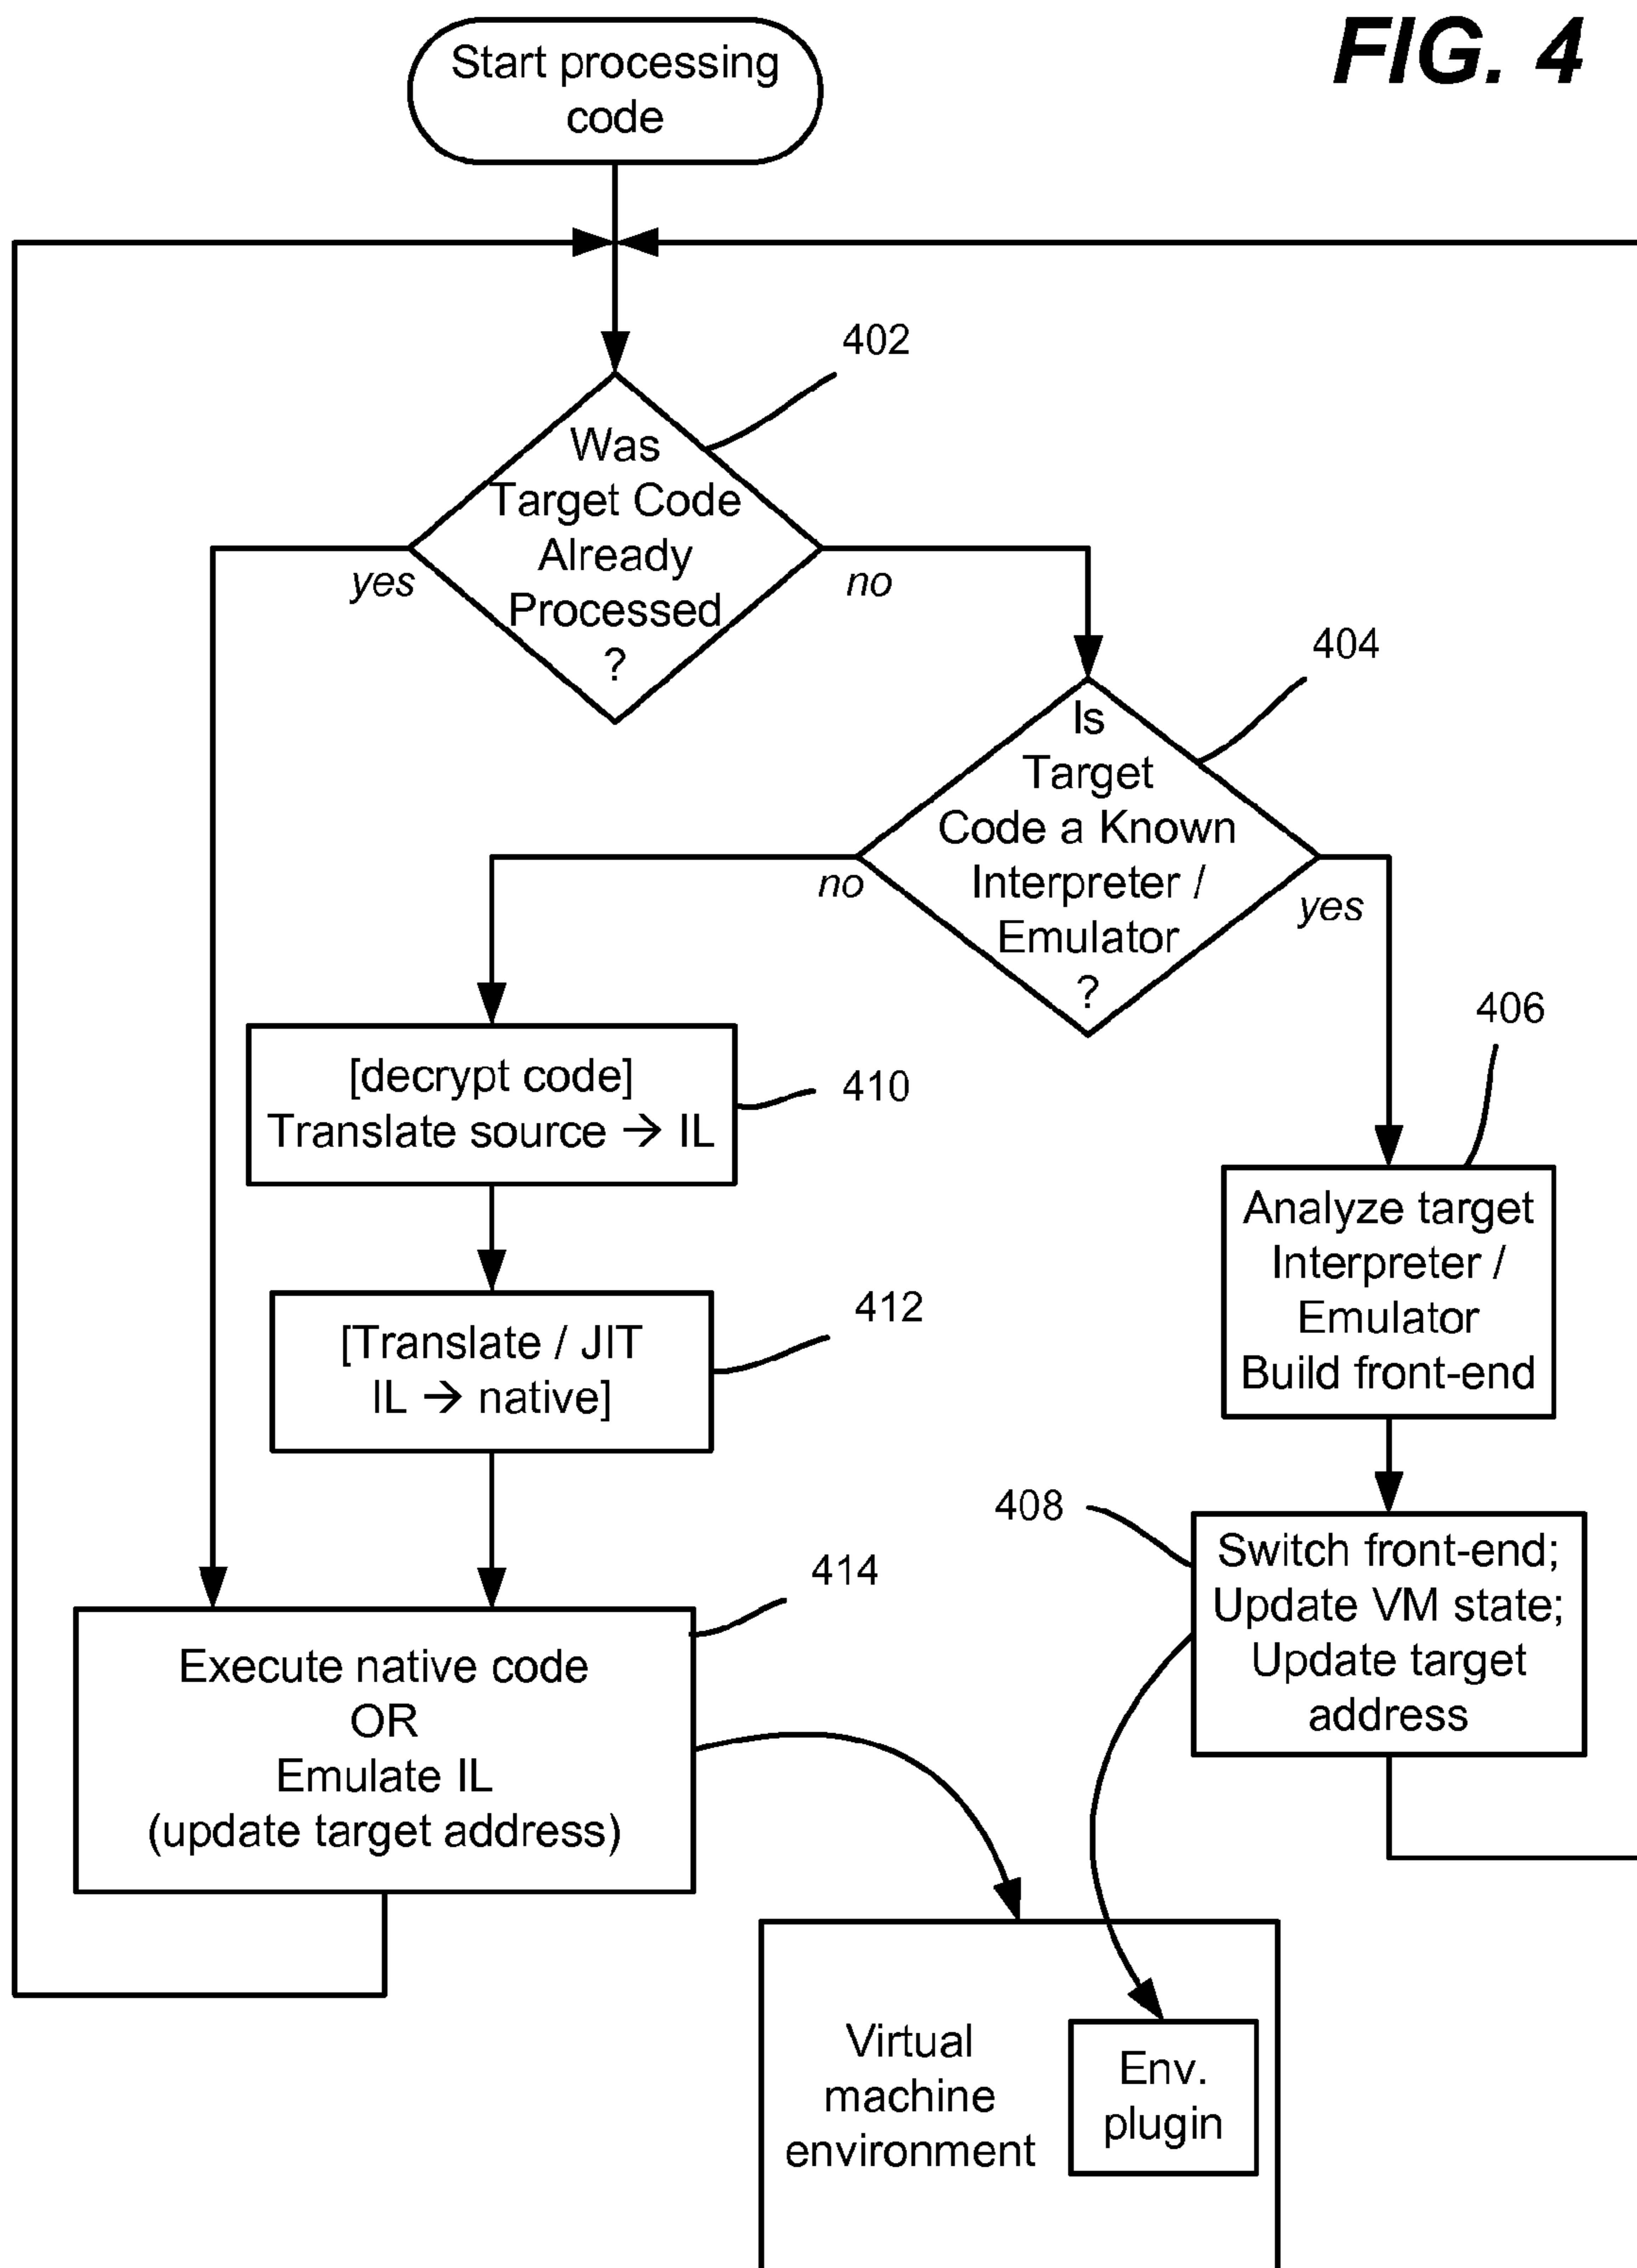 FIG. 4
Start processing
code
402
Was
Target Code
Already
Processed
?
yes
no
404
Is
Target
Code a Known
Interpreter /
Emulator
?
no
yes
406
[decrypt code]
Translate source → IL
410
Analyze target
Interpreter /
Emulator
Build front-end
412
[Translate / JIT
IL → native]
408
Switch front-end;
Update VM state;
Update target
address
414
Execute native code
OR
Emulate IL
(update target address)
Virtual
machine
environment
Env.
plugin